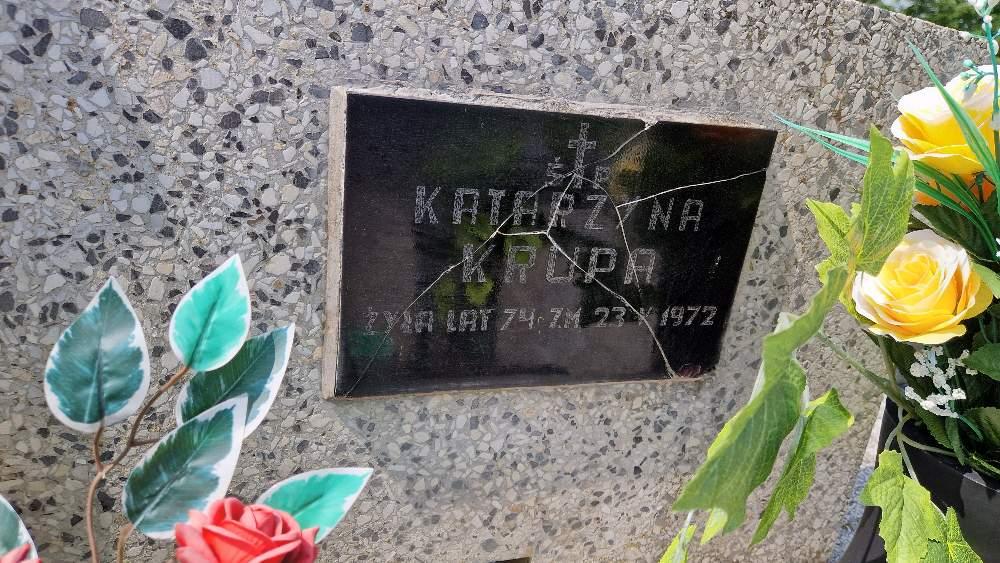 Ś P
KATARZYNA
KRUPA
ŻYŁA LAT 74 ZM. 23 V 1972